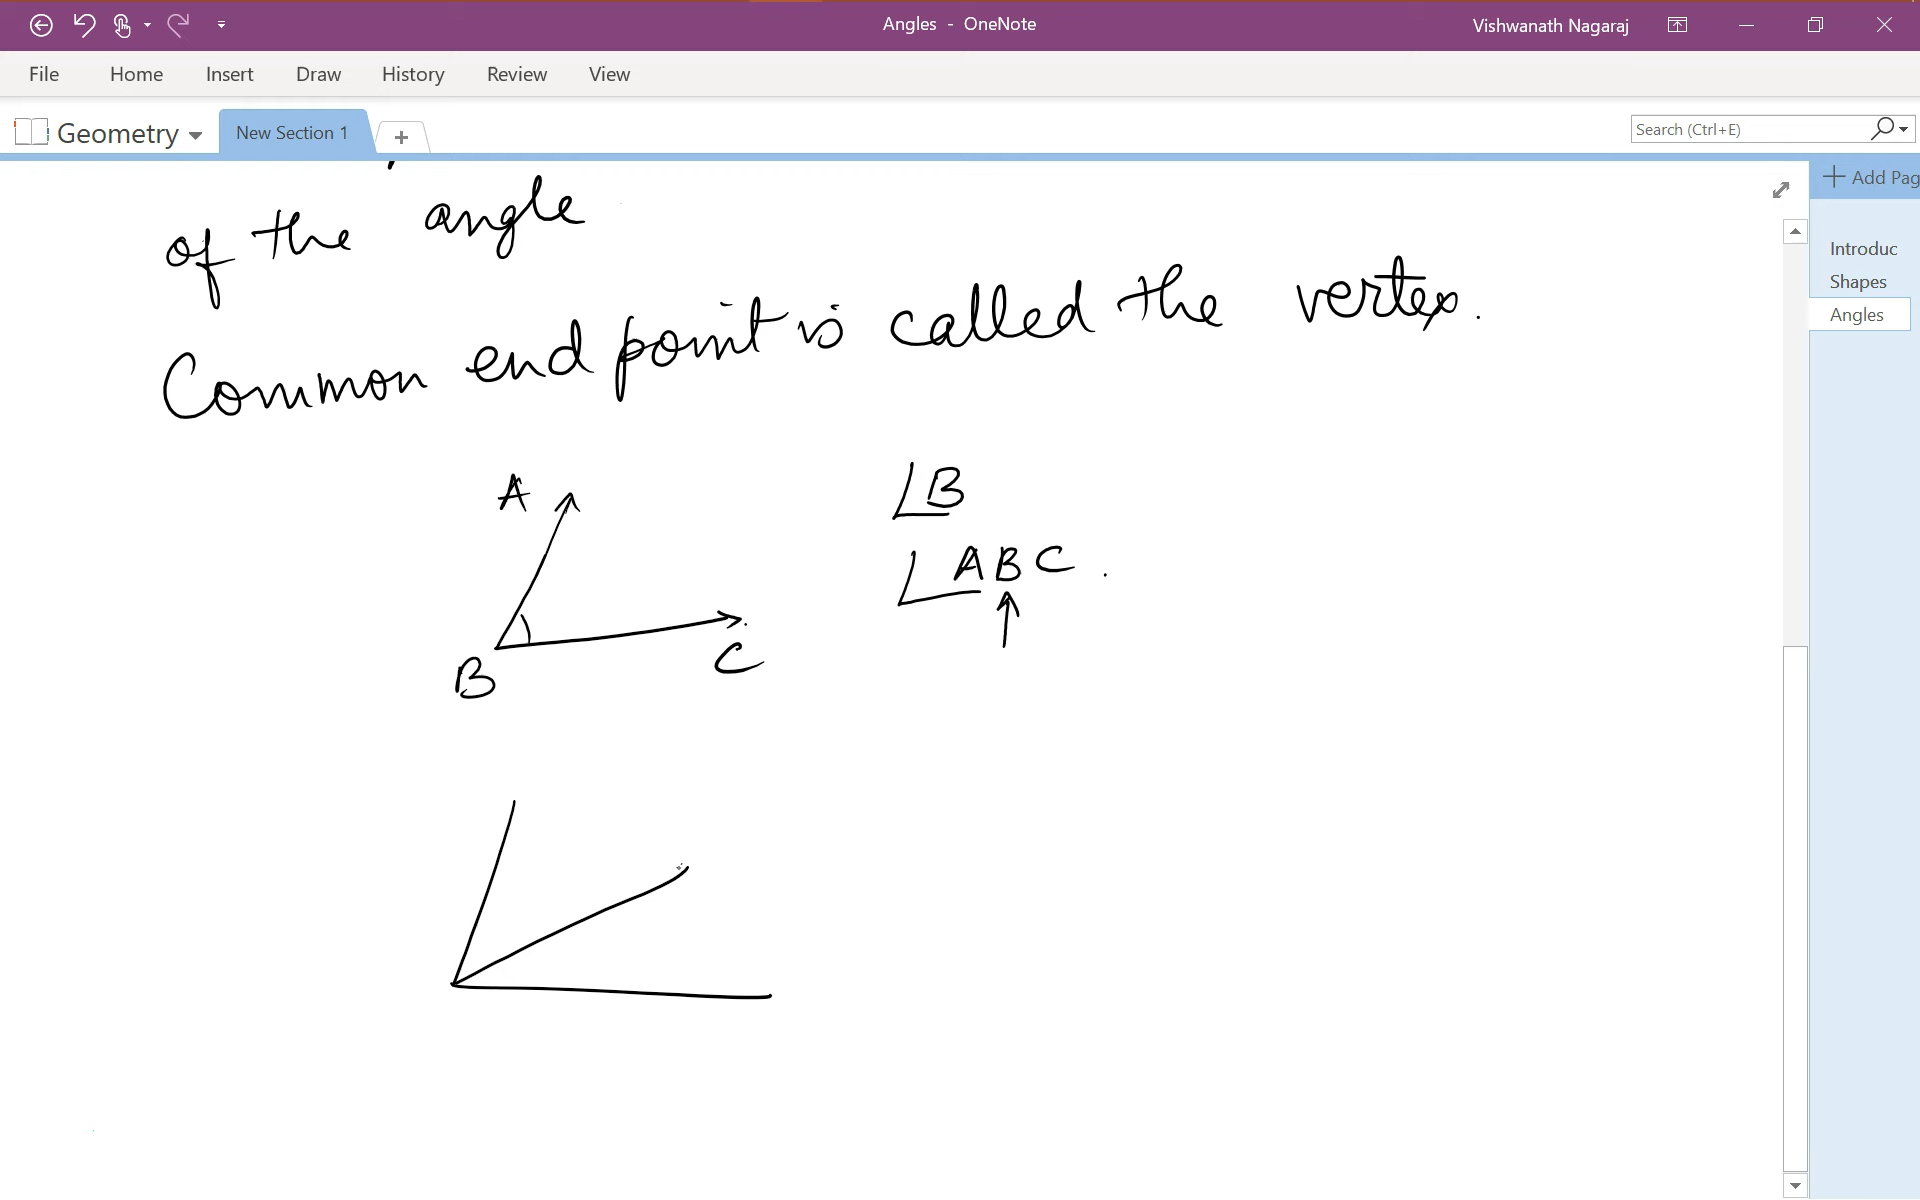 Angles - OneNote
Vishwanath Nagaraj
File Home Insert Draw History Review View
Geometry
New Section 1
+
Search (Ctrl+E)
Add Pag
Introduc
Shapes
Angles
of the angle
Common end point is called the vertex.
A
B
C
∠B
∠ABC.